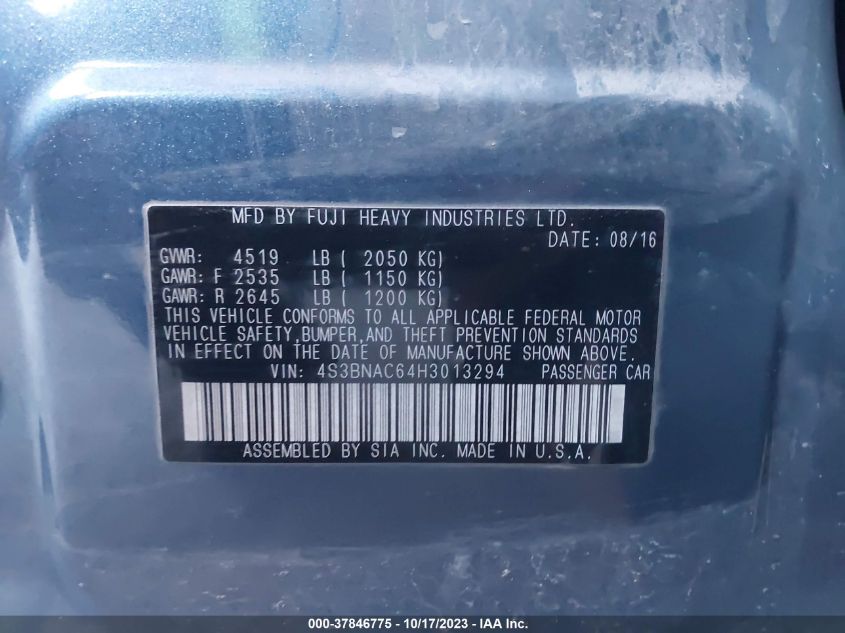 MFD BY FUJI HEAVY INDUSTRIES LTD.
DATE: 08/16
GVWR: 4519 LB ( 2050 KG)
GAWR: F 2535 LB ( 1150 KG)
GAWR: R 2645 LB ( 1200 KG)
THIS VEHICLE CONFORMS TO ALL APPLICABLE FEDERAL MOTOR
VEHICLE SAFETY,BUMPER,AND THEFT PREVENTION STANDARDS
IN EFFECT ON THE DATE OF MANUFACTURE SHOWN ABOVE.
VIN: 4S3BNAC64H3013294 PASSENGER CAR
ASSEMBLED BY SIA INC. MADE IN U.S.A.
000-37846775 - 10/17/2023 - www.iaai.com